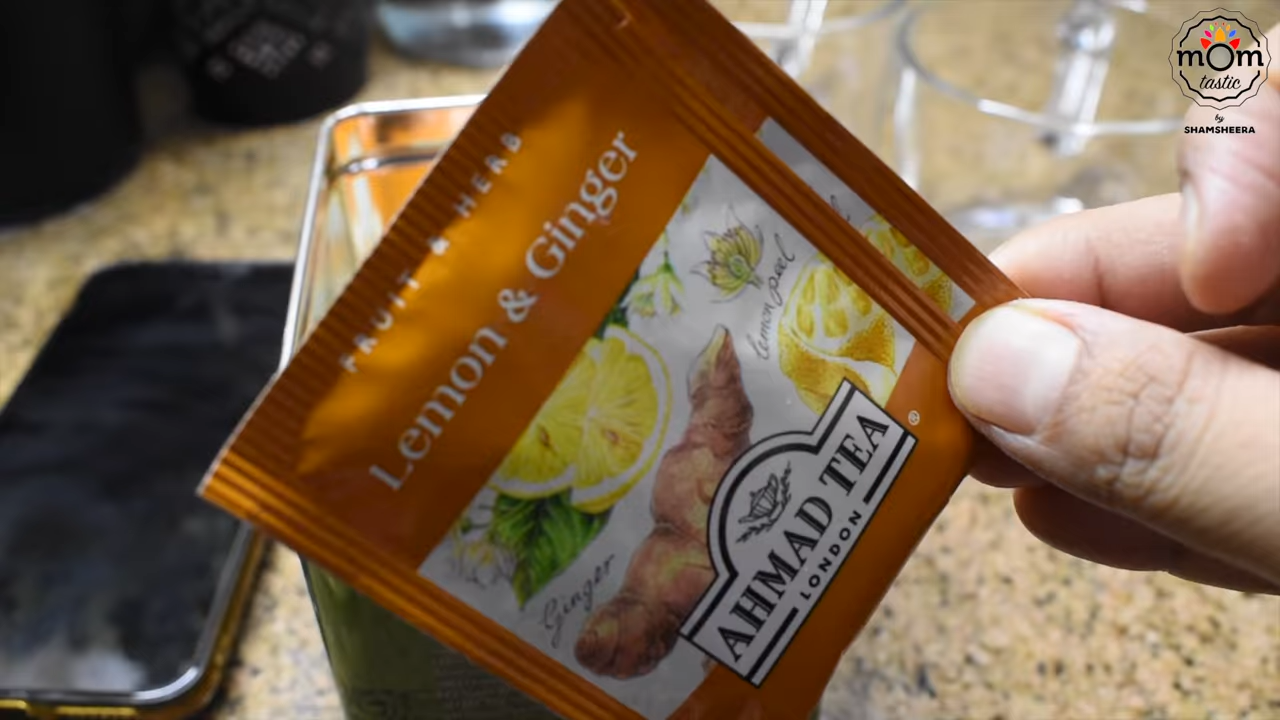 mOm
tastic
by
SHAMSHEERA
FRUIT & HERB
Lemon & Ginger
lemon peel
Ginger
AHMAD TEA
LONDON
®